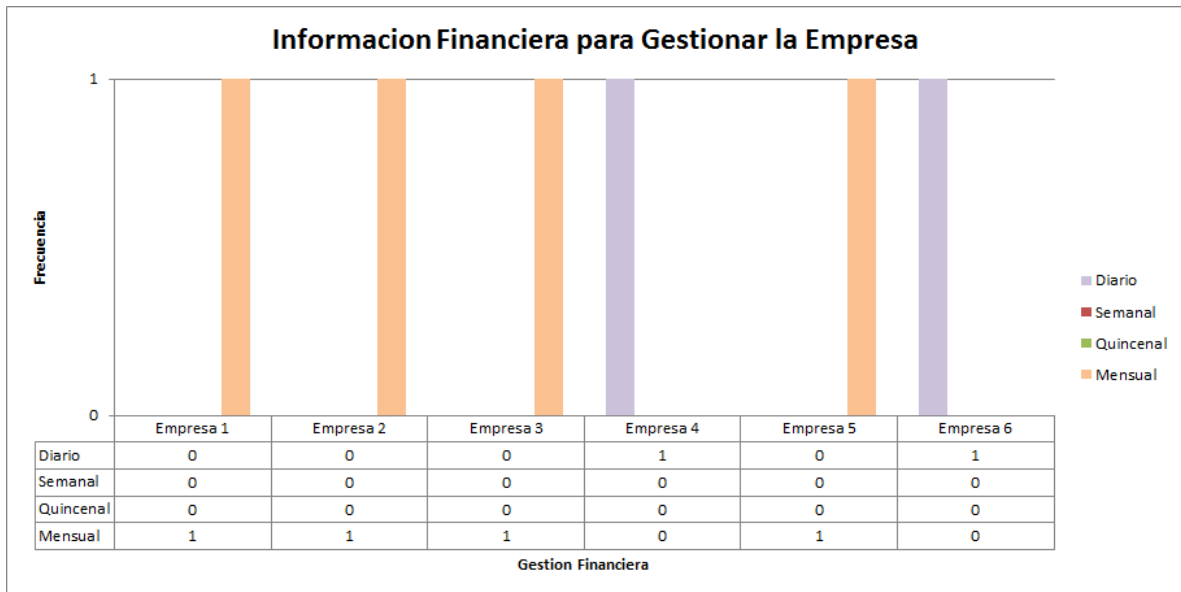 Informacion Financiera para Gestionar la Empresa
1
Frecuencia
0
Diario
Semanal
Quincenal
Mensual
Empresa 1 Empresa 2 Empresa 3 Empresa 4 Empresa 5 Empresa 6
Diario 0 0 0 1 0 1
Semanal 0 0 0 0 0 0
Quincenal 0 0 0 0 0 0
Mensual 1 1 1 0 1 0
Gestion Financiera